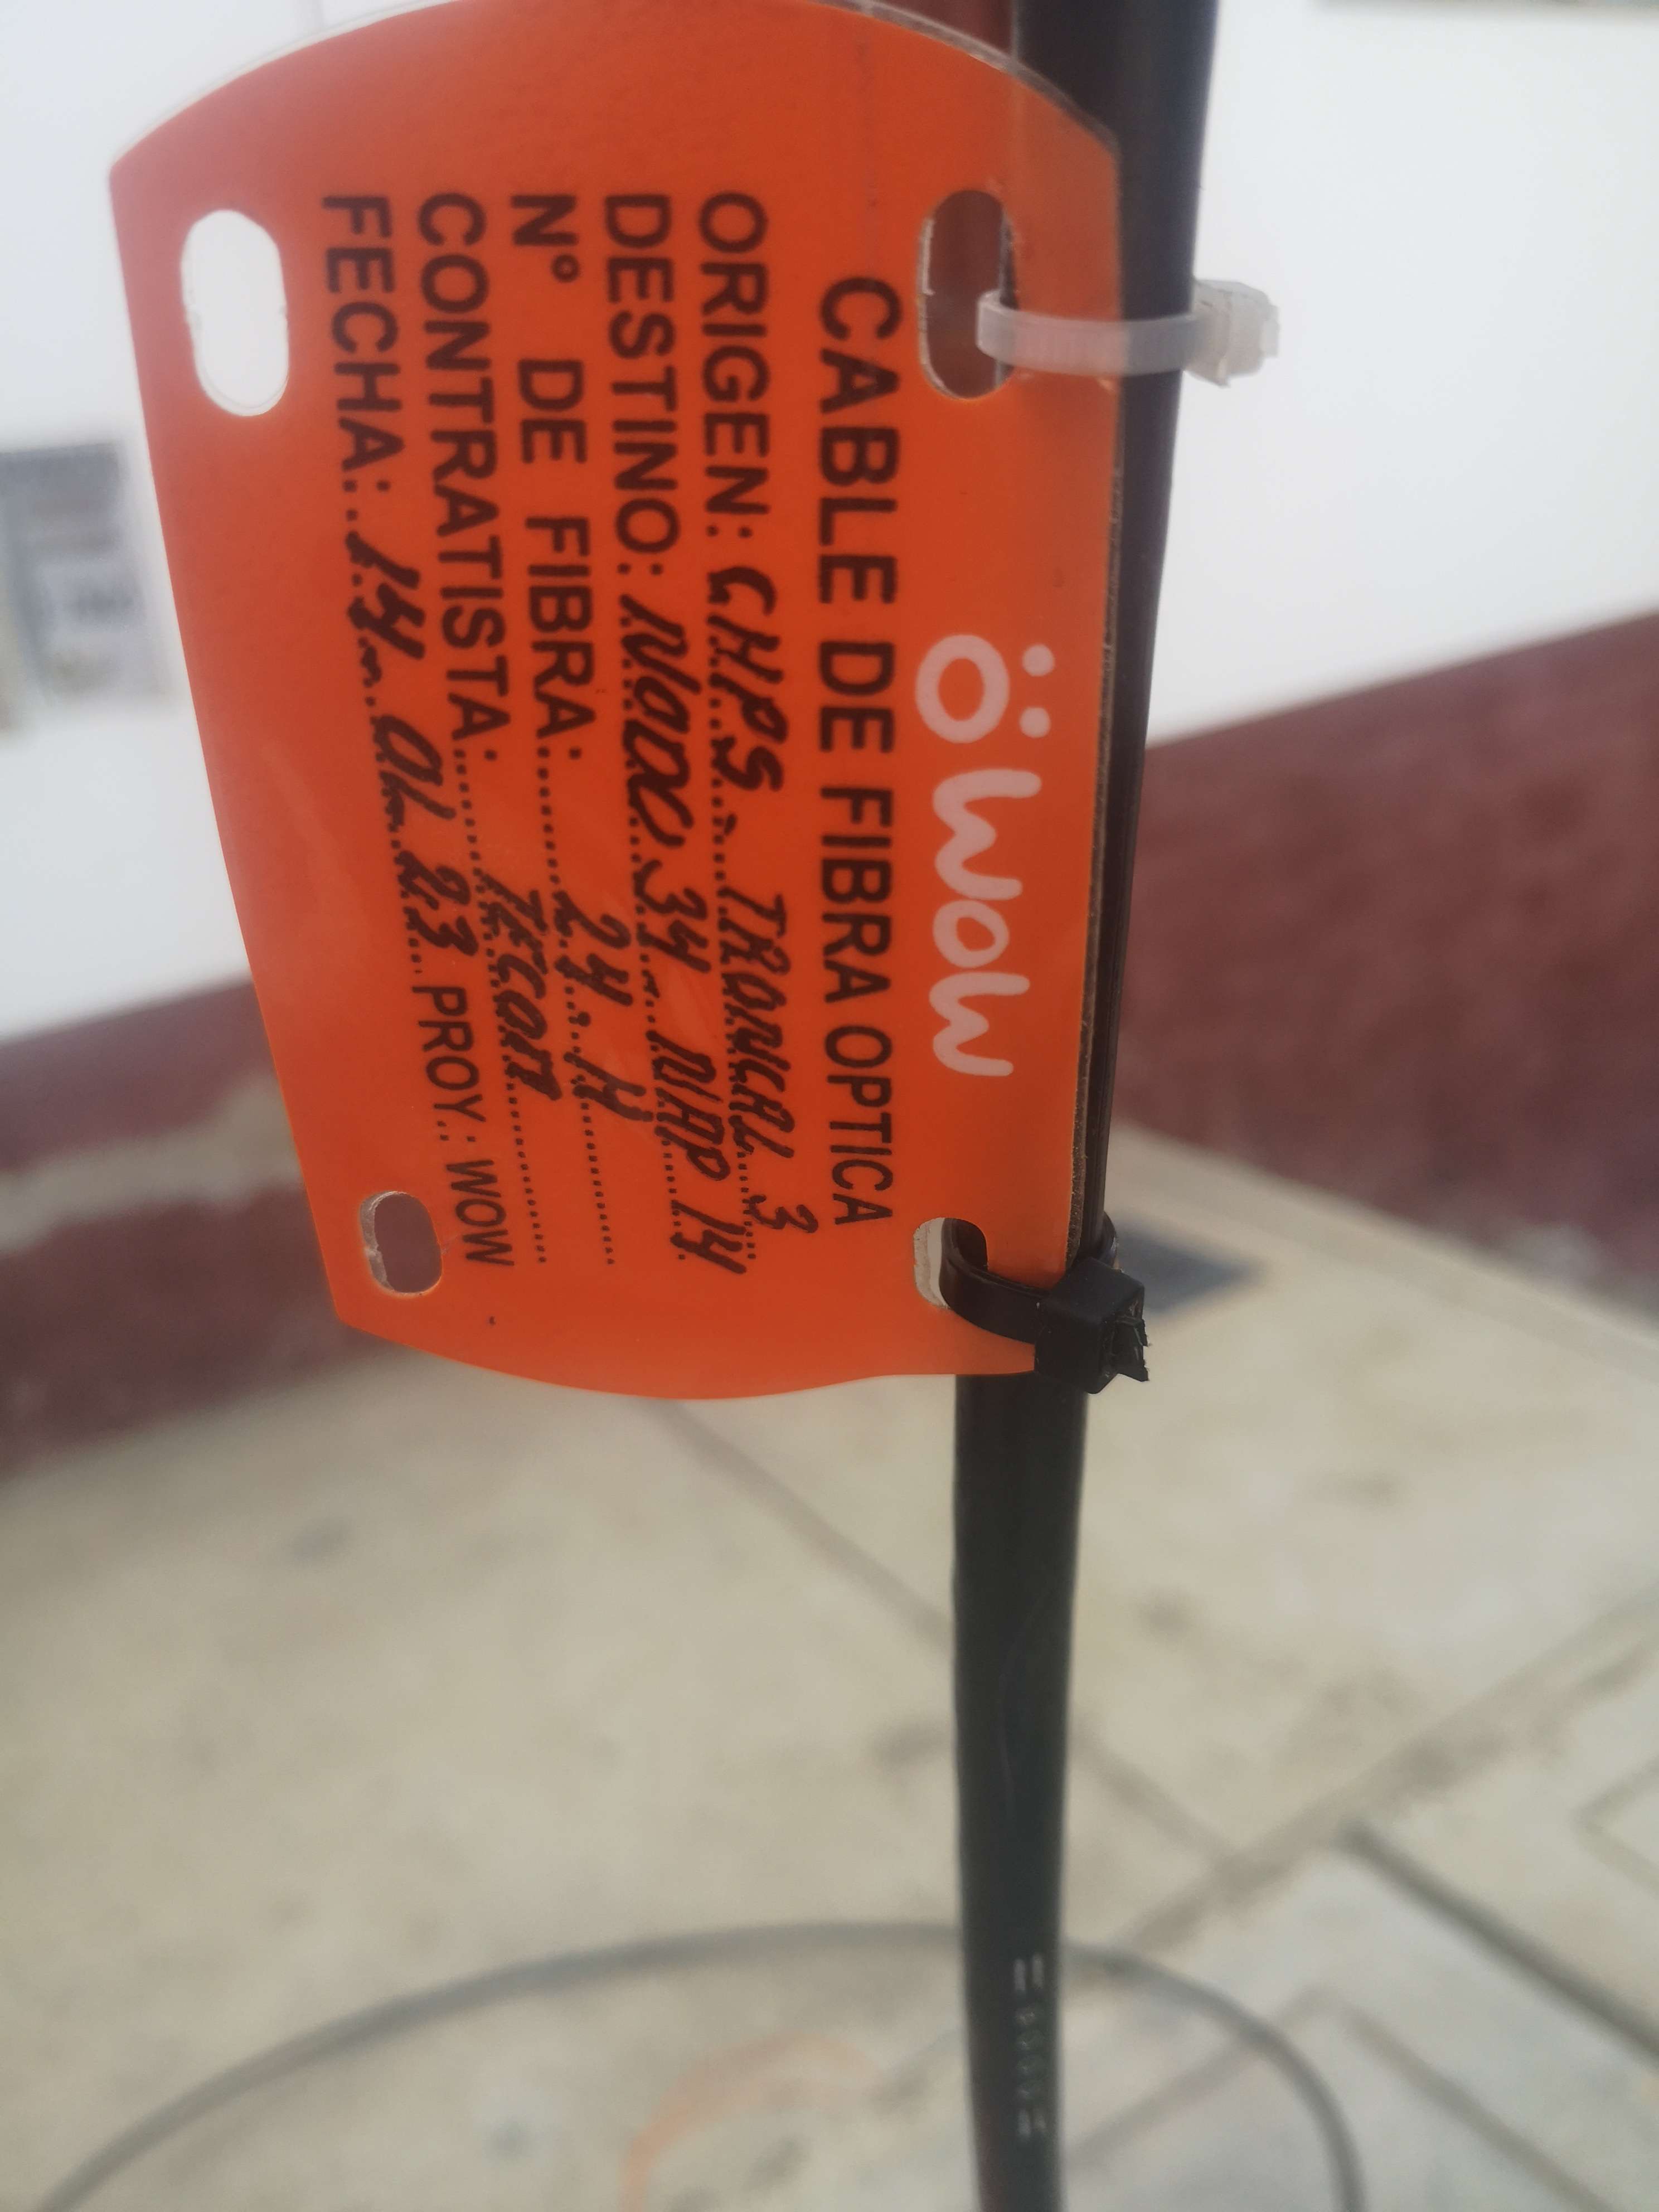 ö wow
CABLE DE FIBRA OPTICA
ORIGEN: CHPS - TRONCAL 3
DESTINO: NODO 34 NAP 14
N° DE FIBRA: 24 H
CONTRATISTA: TECOM
FECHA: 14 01 23 PROY.: WOW